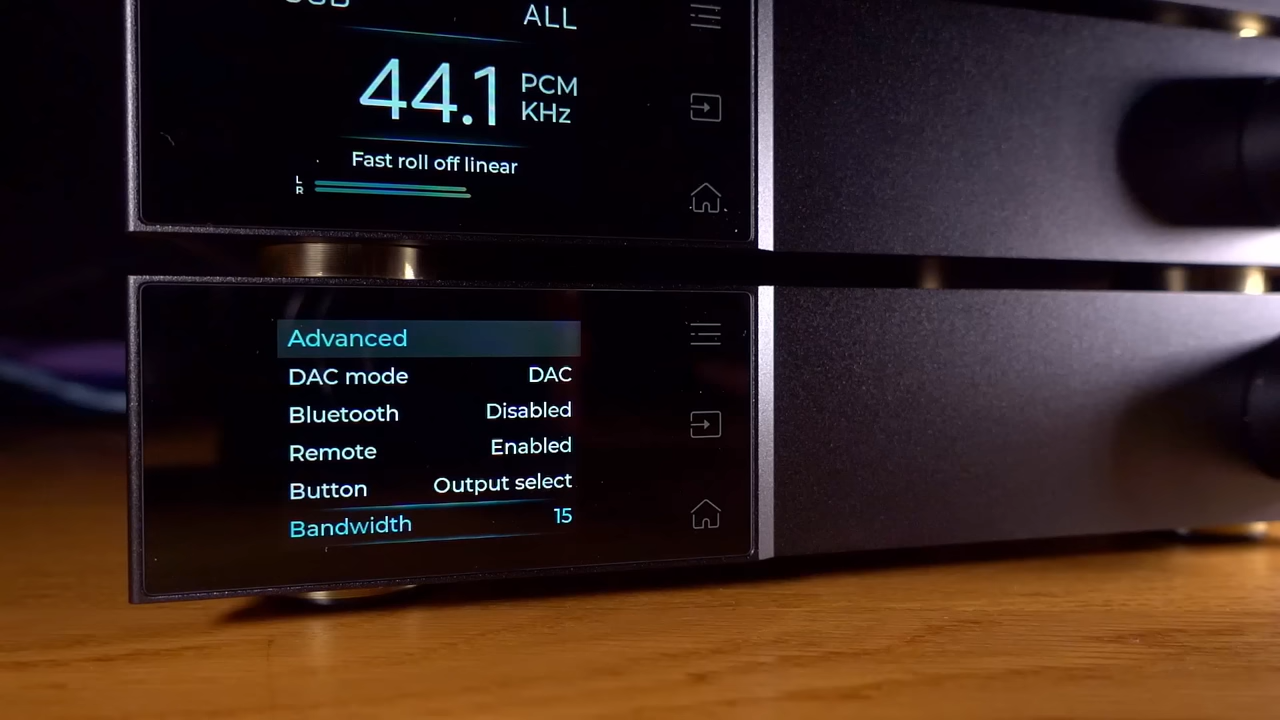 USB ALL
44.1 PCM KHz
Fast roll off linear
L
R
Advanced
DAC mode DAC
Bluetooth Disabled
Remote Enabled
Button Output select
Bandwidth 15